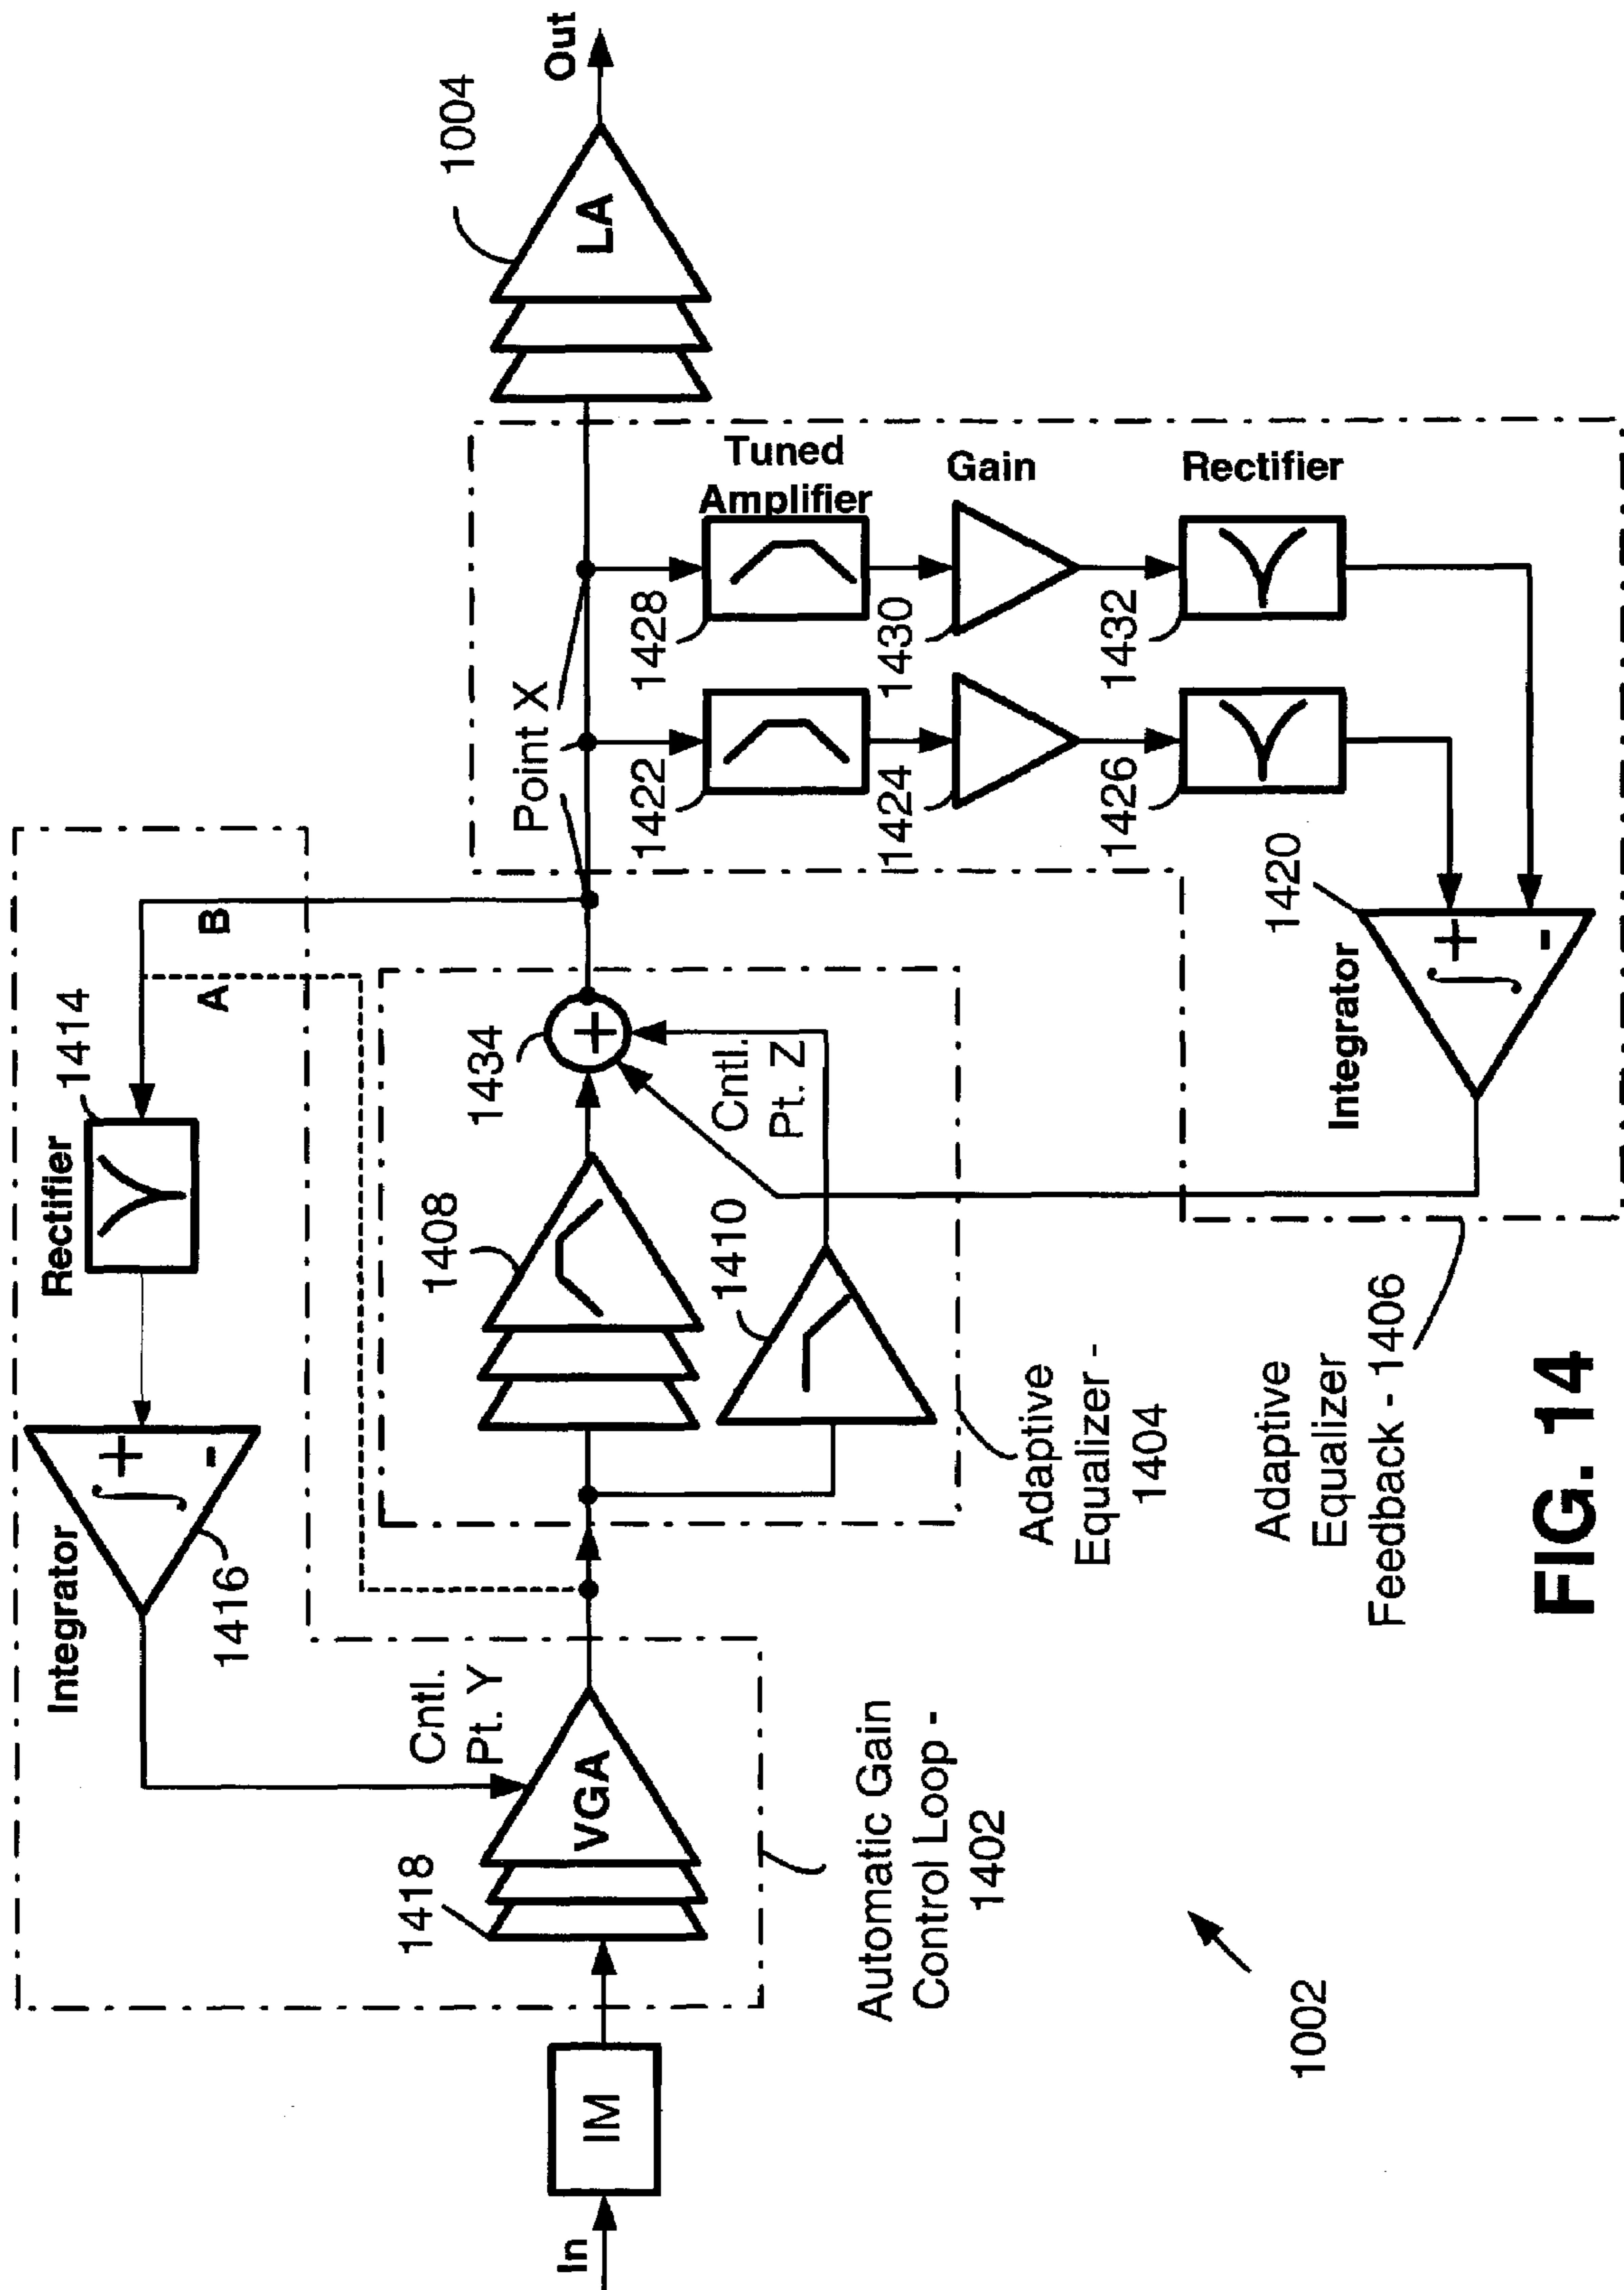 Rectifier
1414
Integrator
1416
A
B
Point X
Out
1004
LA
In
IM
1418
VGA
Cntl.
Pt. Y
1408
1410
1434
+
Cntl.
Pt. Z
Tuned
Amplifier
Gain
Rectifier
1422
1424
1426
1428
1430
1432
1420
Integrator
∫+
-
∫+
-
Automatic Gain
Control Loop -
1402
Adaptive
Equalizer -
1404
Adaptive
Equalizer
Feedback - 1406
1002
FIG. 14